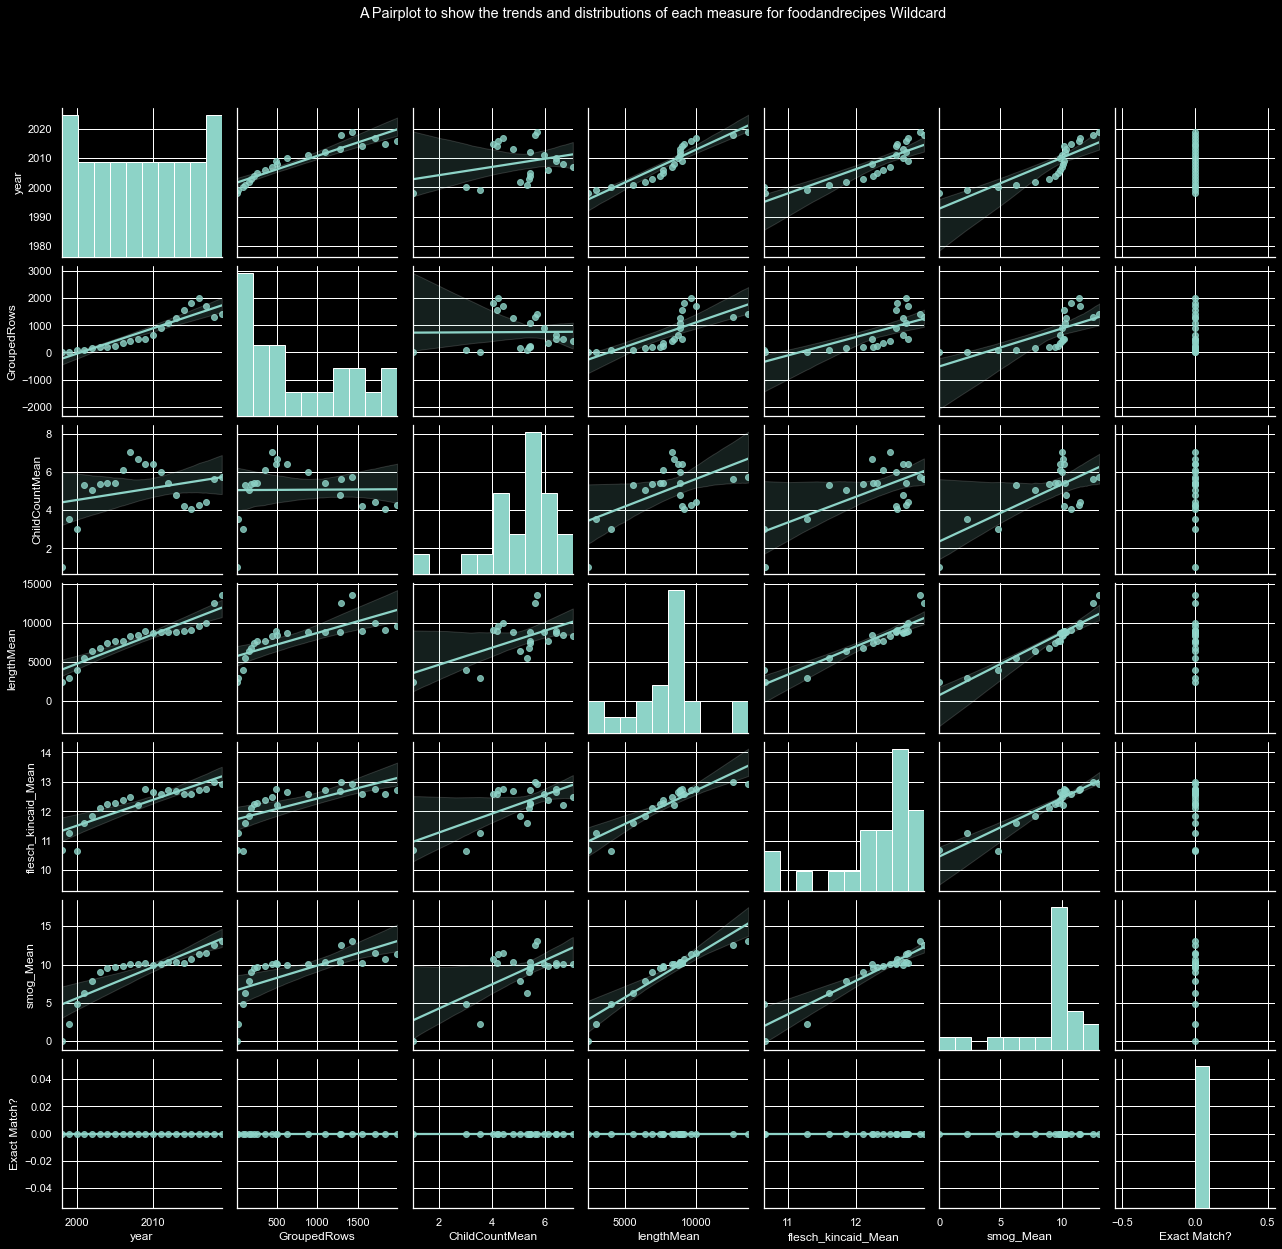 A Pairplot to show the trends and distributions of each measure for foodandrecipes Wildcard
2020
2010
2000
1990
1980
year
3000
2000
1000
0
−1000
−2000
GroupedRows
8
6
4
2
ChildCountMean
15000
10000
5000
0
lengthMean
14
13
12
11
10
flesch_kincaid_Mean
15
10
5
0
smog_Mean
0.04
0.02
0.00
−0.02
−0.04
Exact Match?
2000 2010
500 1000 1500
2 4 6
5000 10000
11 12
0 10
−0.5 0.0 0.5
year
GroupedRows
ChildCountMean
lengthMean
flesch_kincaid_Mean
smog_Mean
Exact Match?